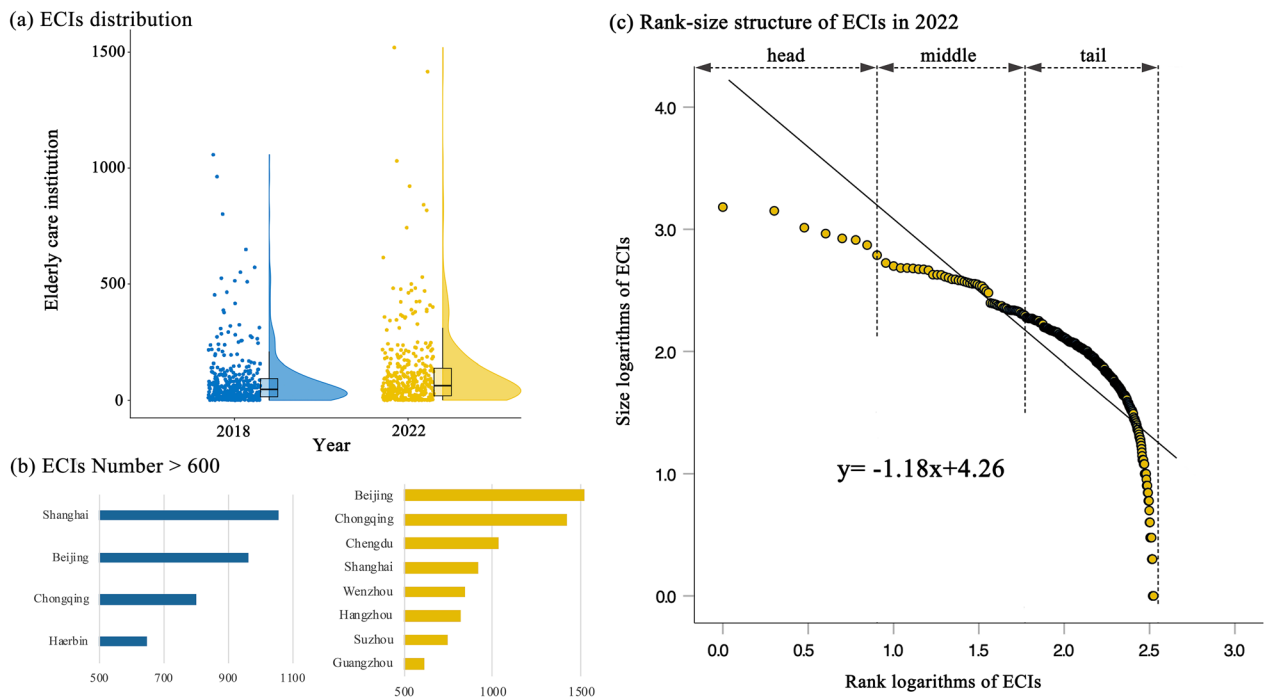 (a) ECIs distribution
Elderly care institution
1500
1000
500
0
2018
2022
Year
(b) ECIs Number > 600
Shanghai
Beijing
Chongqing
Haerbin
500
700
900
1100
Beijing
Chongqing
Chengdu
Shanghai
Wenzhou
Hangzhou
Suzhou
Guangzhou
500
1000
1500
(c) Rank-size structure of ECIs in 2022
head
middle
tail
Size logarithms of ECIs
4.0
3.0
2.0
1.0
0.0
y= -1.18x+4.26
0.0
0.5
1.0
1.5
2.0
2.5
3.0
Rank logarithms of ECIs